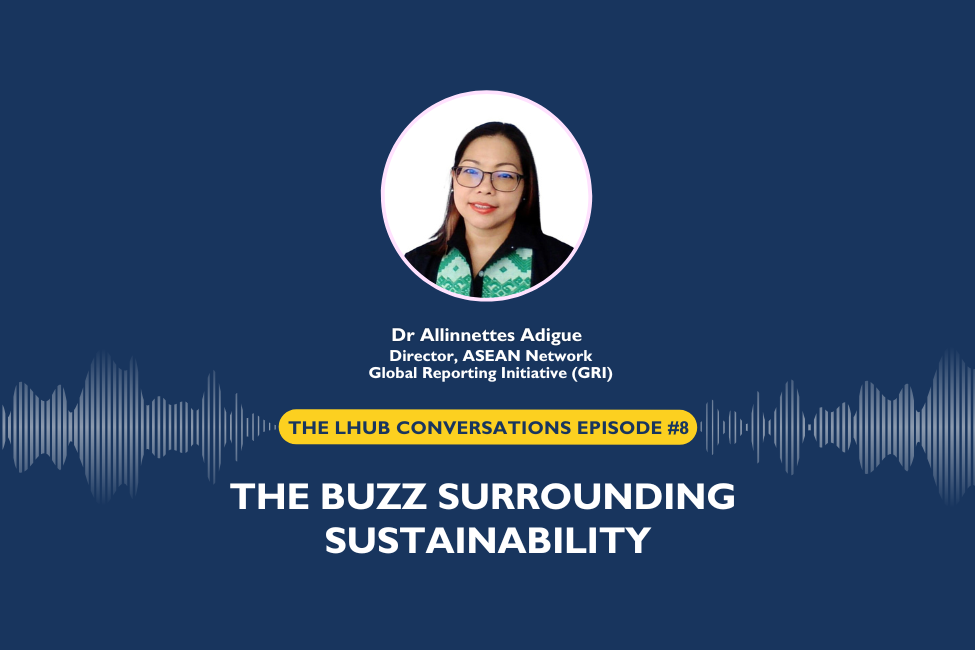 Dr Allinnettes Adigue
Director, ASEAN Network
Global Reporting Initiative (GRI)
THE LHUB CONVERSATIONS EPISODE #8
THE BUZZ SURROUNDING
SUSTAINABILITY